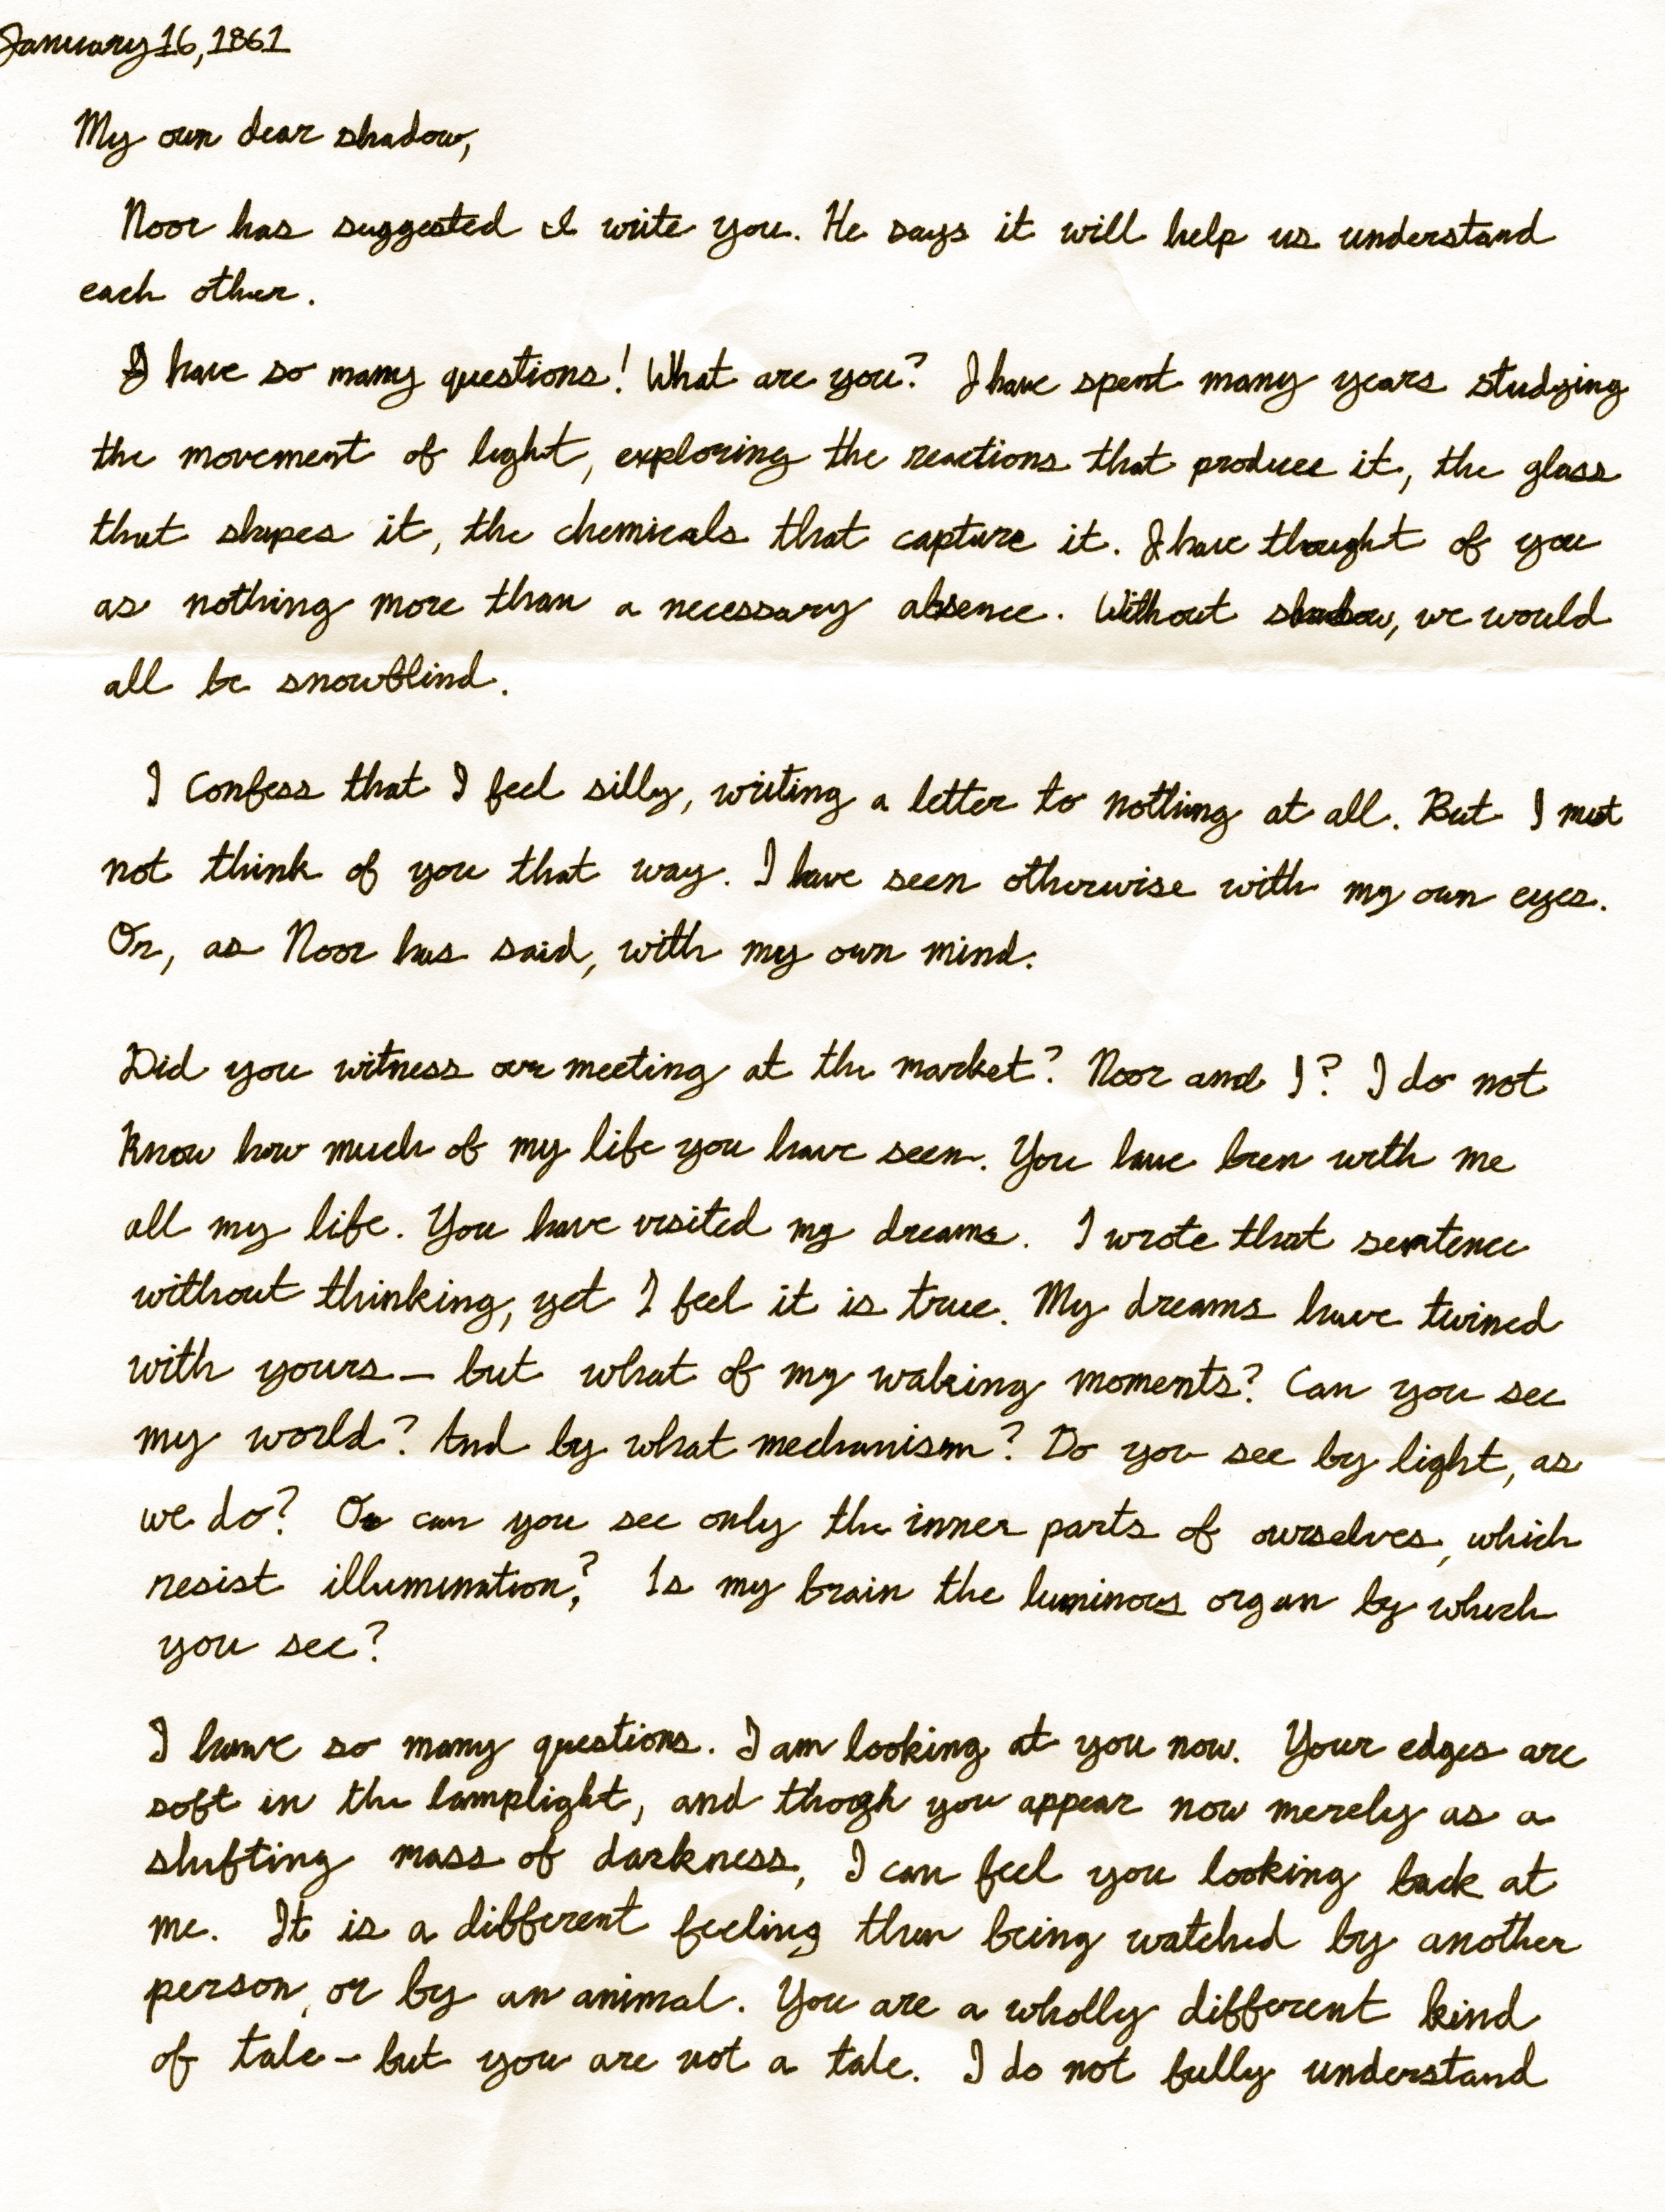 January 16, 1861
My own dear shadow,
Noor has suggested I write you. He says it will help us understand
each other.
I have so many questions! What are you? I have spent many years studying
the movement of light, exploring the reactions that produce it, the glass
that shapes it, the chemicals that capture it. I have thought of you
as nothing more than a necessary absence. Without shadow, we would
all be snowblind.
I confess that I feel silly, writing a letter to nothing at all. But I must
not think of you that way. I have seen otherwise with my own eyes.
Or, as Noor has said, with my own mind.
Did you witness our meeting at the market? Noor and I? I do not
know how much of my life you have seen. You have been with me
all my life. You have visited my dreams. I wrote that sentence
without thinking, yet I feel it is true. My dreams have twined
with yours — but what of my waking moments? Can you see
my world? And by what mechanism? Do you see by light, as
we do? Or can you see only the inner parts of ourselves, which
resist illumination? Is my brain the luminous organ by which
you see?
I have so many questions. I am looking at you now. Your edges are
soft in the lamplight, and though you appear now merely as a
shifting mass of darkness, I can feel you looking back at
me. It is a different feeling than being watched by another
person, or by an animal. You are a wholly different kind
of tale – but you are not a tale. I do not fully understand